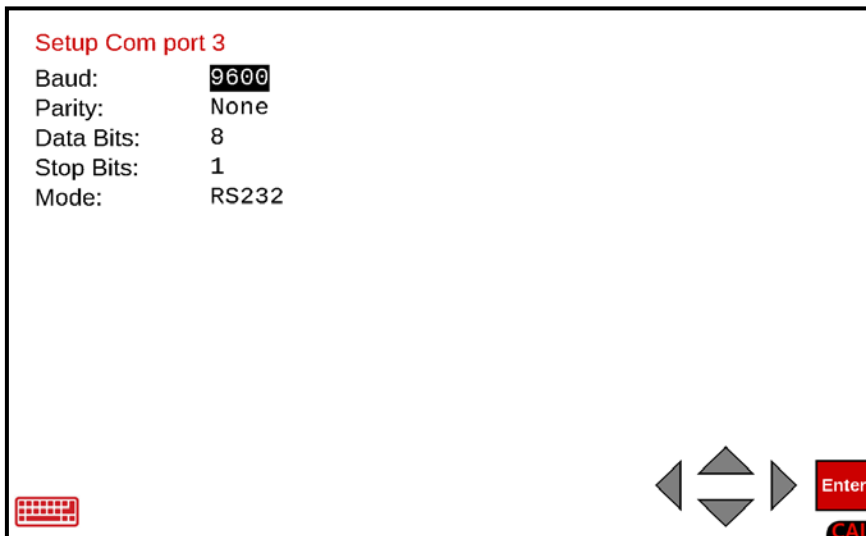 Setup Com port 3
Baud: 9600
Parity: None
Data Bits: 8
Stop Bits: 1
Mode: RS232
Enter